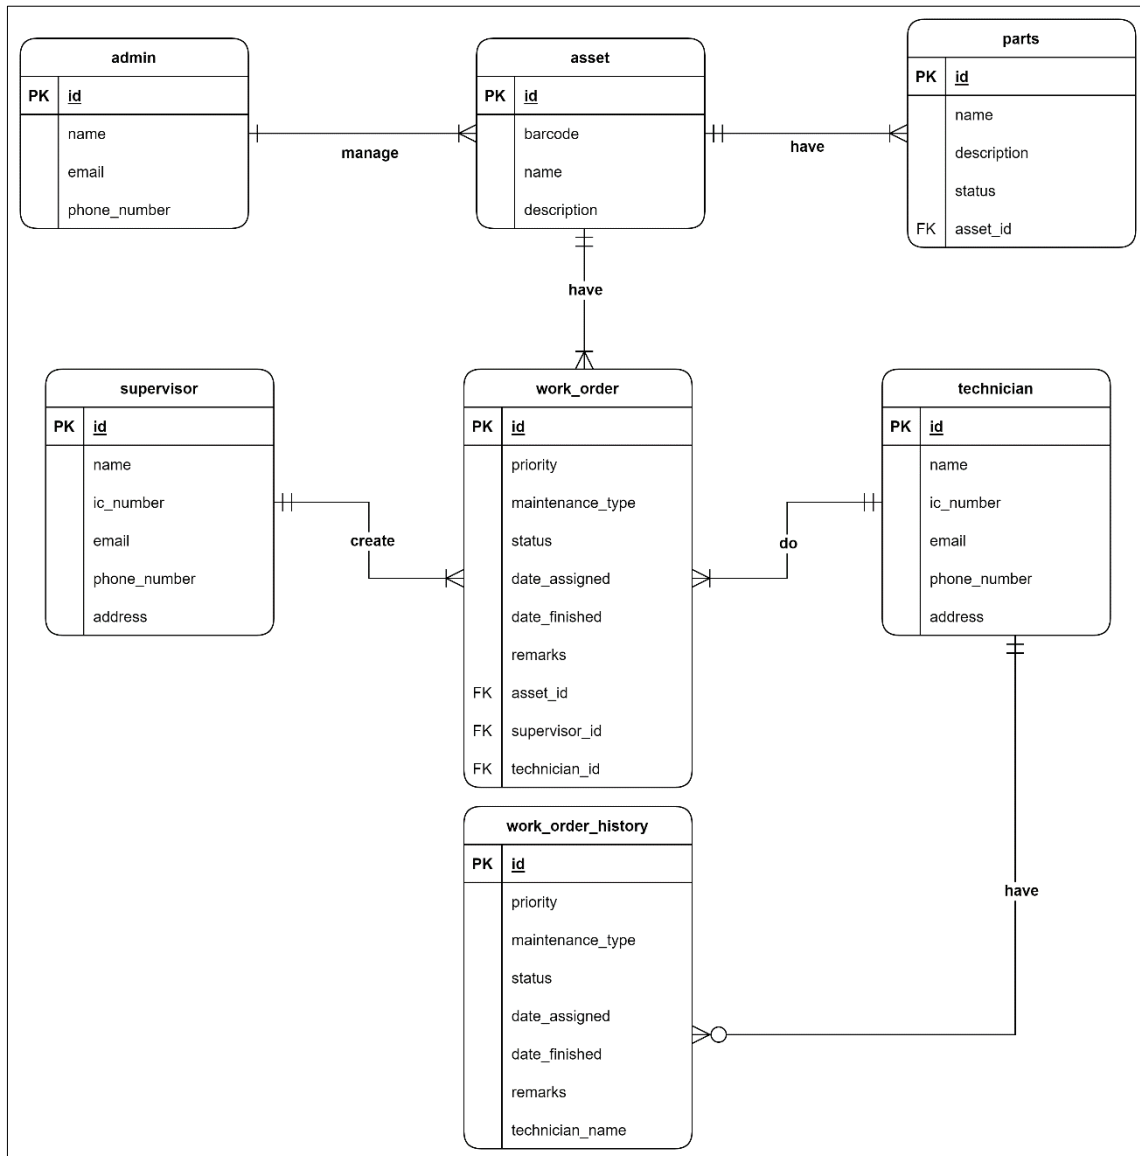 admin
PK id
name
email
phone_number
manage
asset
PK id
barcode
name
description
have
parts
PK id
name
description
status
FK asset_id
have
supervisor
PK id
name
ic_number
email
phone_number
address
create
work_order
PK id
priority
maintenance_type
status
date_assigned
date_finished
remarks
FK asset_id
FK supervisor_id
FK technician_id
do
technician
PK id
name
ic_number
email
phone_number
address
have
work_order_history
PK id
priority
maintenance_type
status
date_assigned
date_finished
remarks
technician_name